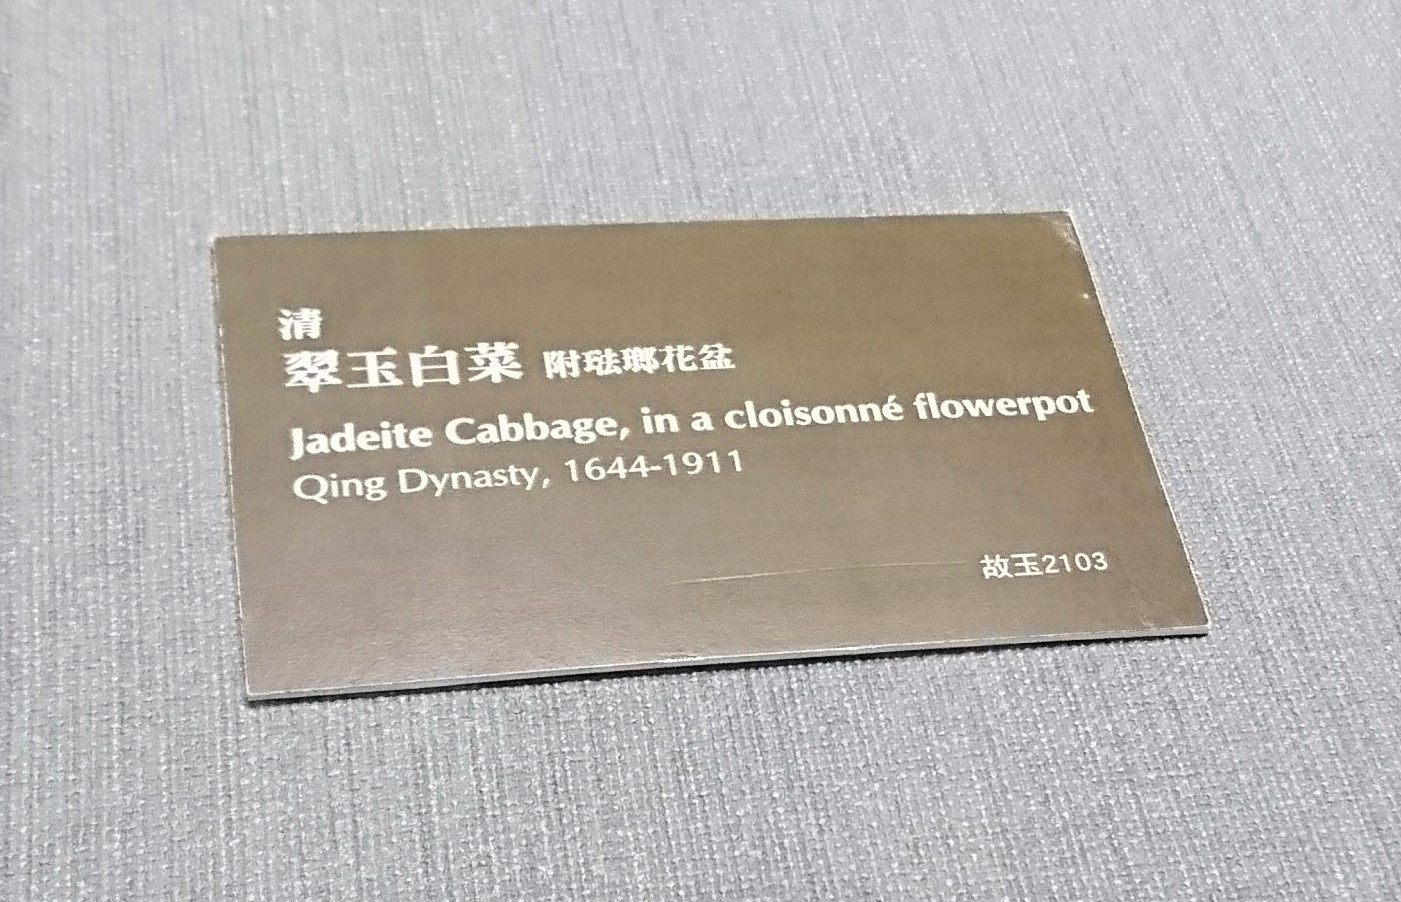 清
翠玉白菜 附琺瑯花盆
Jadeite Cabbage, in a cloisonné flowerpot
Qing Dynasty, 1644-1911
故玉2103